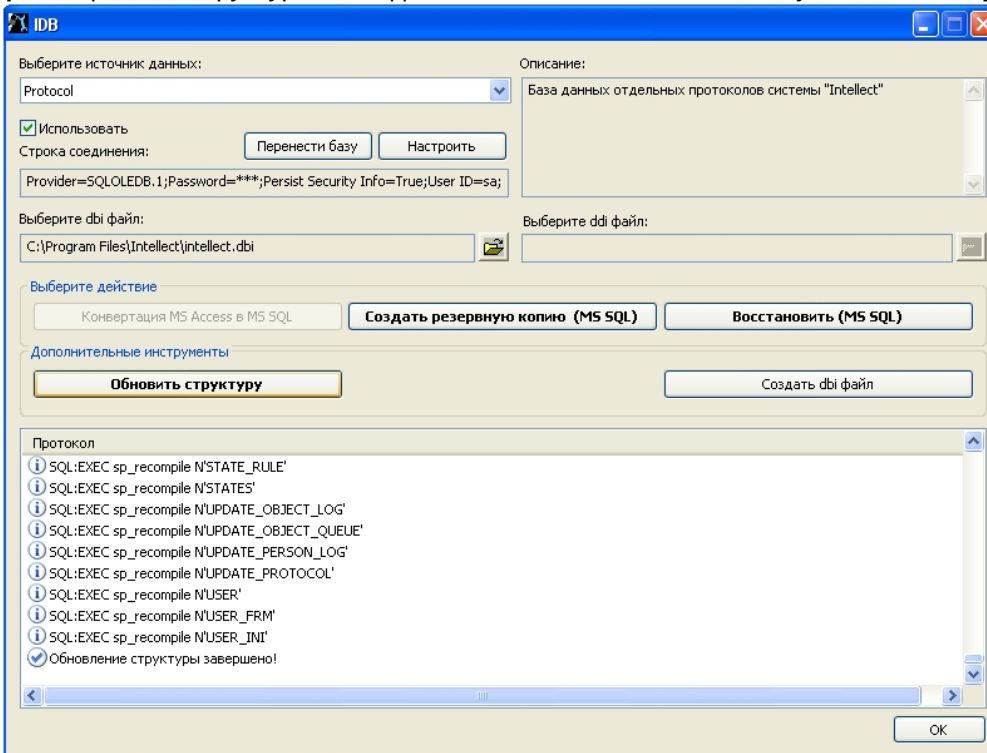 IDB
Выберите источник данных:
Описание:
Protocol
База данных отдельных протоколов системы "Intellect"
Использовать
Строка соединения:
Перенести базу
Настроить
Provider=SQLOLEDB.1;Password=***;Persist Security Info=True;User ID=sa;
Выберите dbi файл:
Выберите ddi файл:
C:\Program Files\Intellect\intellect.dbi
Выберите действие
Конвертация MS Access в MS SQL
Создать резервную копию (MS SQL)
Восстановить (MS SQL)
Дополнительные инструменты
Обновить структуру
Создать dbi файл
Протокол
SQL:EXEC sp_recompile N'STATE_RULE'
SQL:EXEC sp_recompile N'STATES'
SQL:EXEC sp_recompile N'UPDATE_OBJECT_LOG'
SQL:EXEC sp_recompile N'UPDATE_OBJECT_QUEUE'
SQL:EXEC sp_recompile N'UPDATE_PERSON_LOG'
SQL:EXEC sp_recompile N'UPDATE_PROTOCOL'
SQL:EXEC sp_recompile N'USER'
SQL:EXEC sp_recompile N'USER_FRM'
SQL:EXEC sp_recompile N'USER_INI'
Обновление структуры завершено!
OK